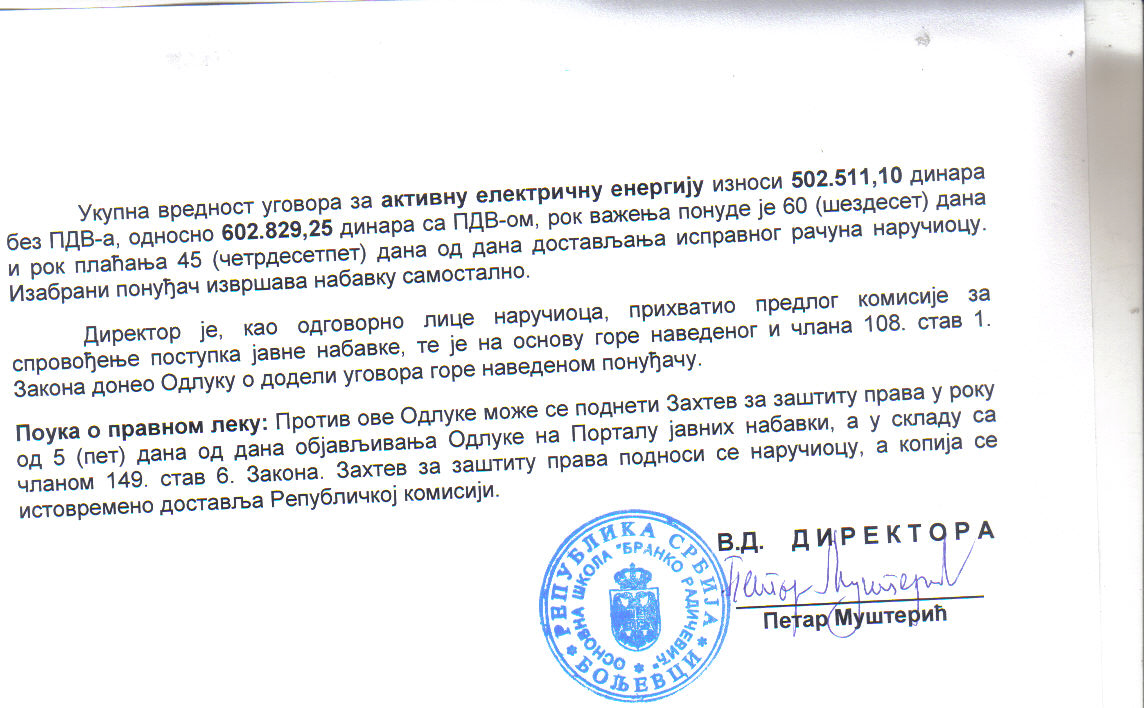 Укупна вредност уговора за активну електричну енергију износи 502.511,10 динара
без ПДВ-а, односно 602.829,25 динара са ПДВ-ом, рок важења понуде је 60 (шездесет) дана
и рок плаћања 45 (четрдесетпет) дана од дана достављања исправног рачуна наручиоцу.
Изабрани понуђач извршава набавку самостално.
Директор је, као одговорно лице наручиоца, прихватио предлог комисије за
спровођење поступка јавне набавке, те је на основу горе наведеног и члана 108. став 1.
Закона донео Одлуку о додели уговора горе наведеном понуђачу.
Поука о правном леку: Против ове Одлуке може се поднети Захтев за заштиту права у року
од 5 (пет) дана од дана објављивања Одлуке на Порталу јавних набавки, а у складу са
чланом 149. став 6. Закона. Захтев за заштиту права подноси се наручиоцу, а копија се
истовремено доставља Републичкој комисији.
В.Д. ДИРЕКТОРА
Петар Муштерић
Петар Муштерић
РЕПУБЛИКА СРБИЈА
ОСНОВНА ШКОЛА "БРАНКО РАДИЧЕВИЋ"
БОЉЕВЦИ